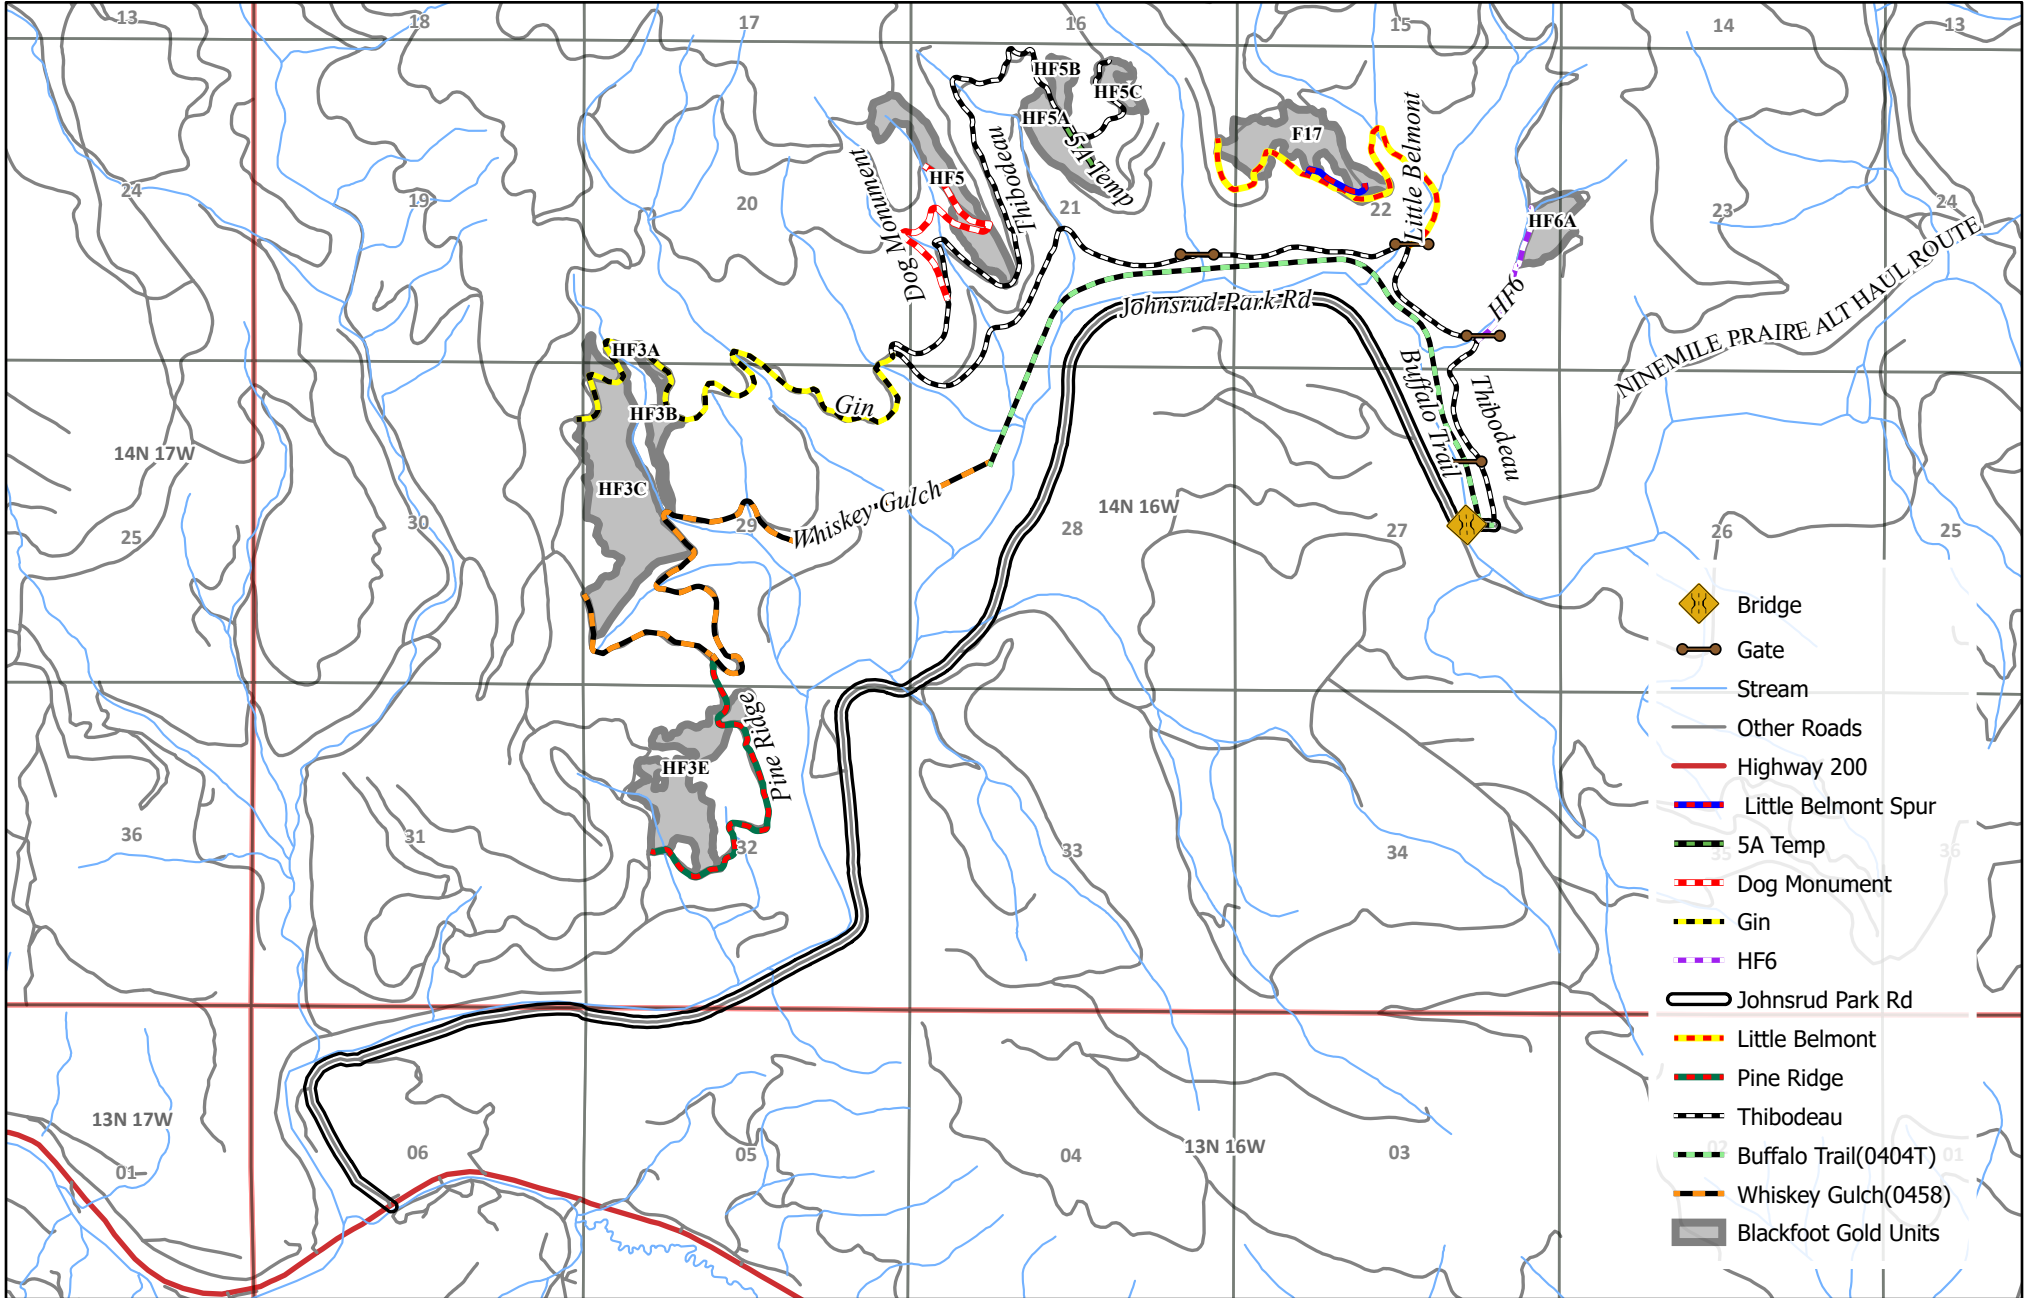 13
18
17
16
15
14
13
HF5B
HF5C
HF5A
5A Temp
F17
Little Belmont
Dog Monument
HF5
Thibodeau
24
19
20
21
22
23
24
HF6A
HF6
NINEMILE PRAIRE ALT HAUL ROUTE
Johnsrud Park Rd
HF3A
HF3B
Gin
Buffalo Trail
Thibodeau
14N 17W
HF3C
Whiskey Gulch
14N 16W
25
30
29
28
27
26
25
Pine Ridge
HF3E
36
31
32
33
34
35
36
13N 17W
13N 16W
01
06
05
04
03
02
01
Bridge
Gate
Stream
Other Roads
Highway 200
Little Belmont Spur
5A Temp
Dog Monument
Gin
HF6
Johnsrud Park Rd
Little Belmont
Pine Ridge
Thibodeau
Buffalo Trail(0404T)
Whiskey Gulch(0458)
Blackfoot Gold Units